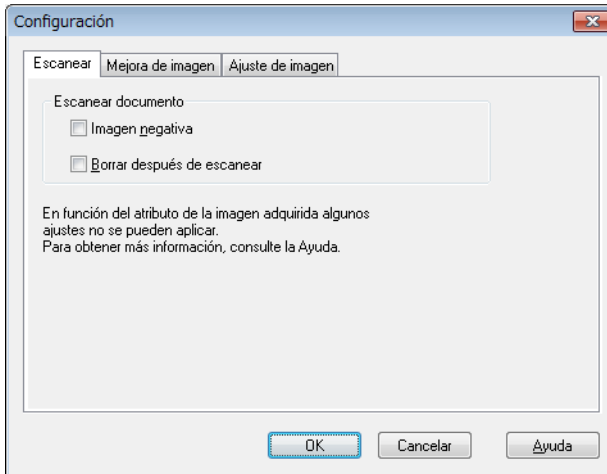 Configuración
Escanear Mejora de imagen Ajuste de imagen
Escanear documento
Imagen negativa
Borrar después de escanear
En función del atributo de la imagen adquirida algunos
ajustes no se pueden aplicar.
Para obtener más información, consulte la Ayuda.
OK Cancelar Ayuda